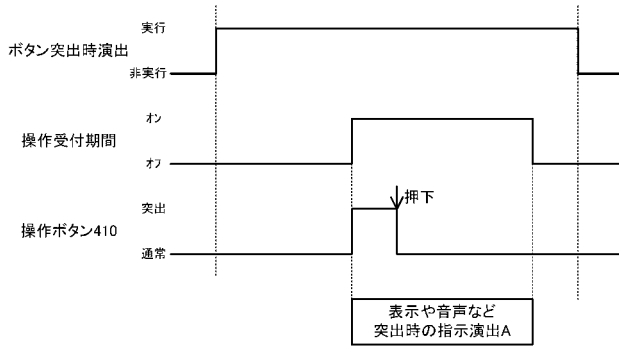 実行
ボタン突出時演出
非実行
オン
操作受付期間
オフ
突出
押下
操作ボタン410
通常
表示や音声など
突出時の指示演出A